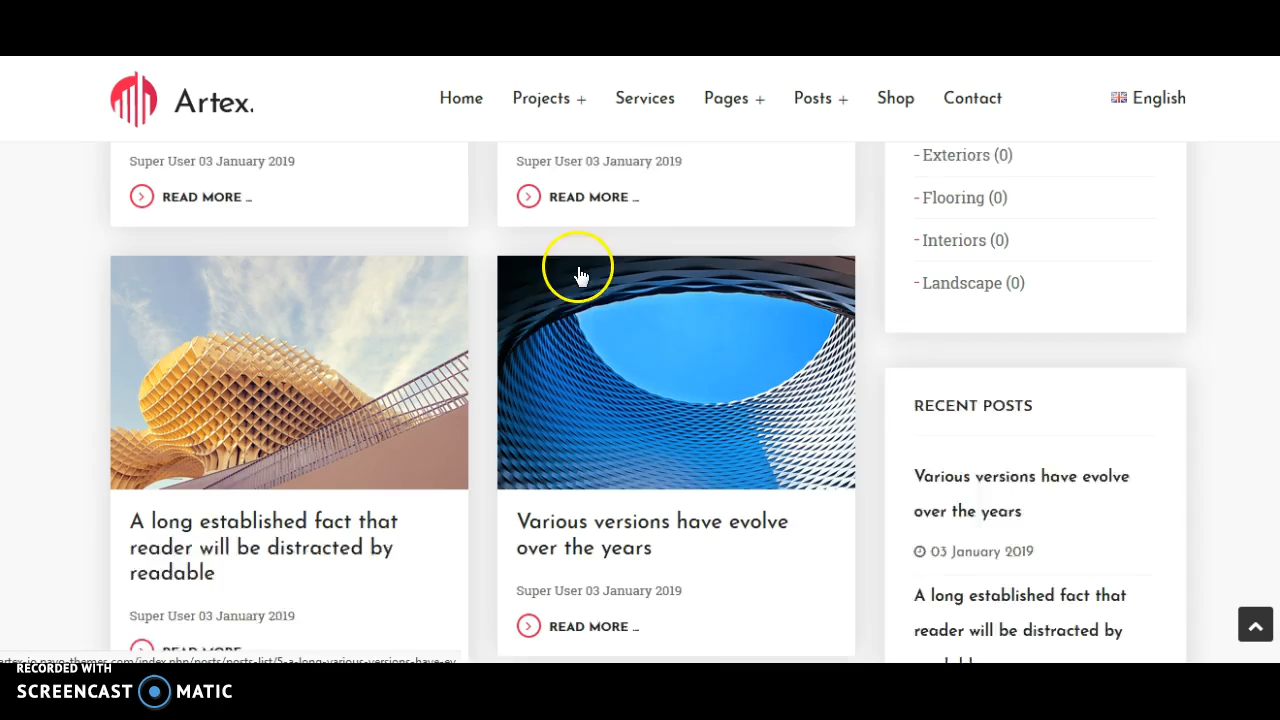 Artex.
Home
Projects +
Services
Pages +
Posts +
Shop
Contact
English
Super User 03 January 2019
READ MORE ...
Super User 03 January 2019
READ MORE ...
A long established fact that
reader will be distracted by
readable
Super User 03 January 2019
READ MORE ...
Various versions have evolve
over the years
Super User 03 January 2019
READ MORE ...
- Exteriors (0)
- Flooring (0)
- Interiors (0)
- Landscape (0)
RECENT POSTS
Various versions have evolve
over the years
03 January 2019
A long established fact that
reader will be distracted by
RECORDED WITH
SCREENCAST MATIC